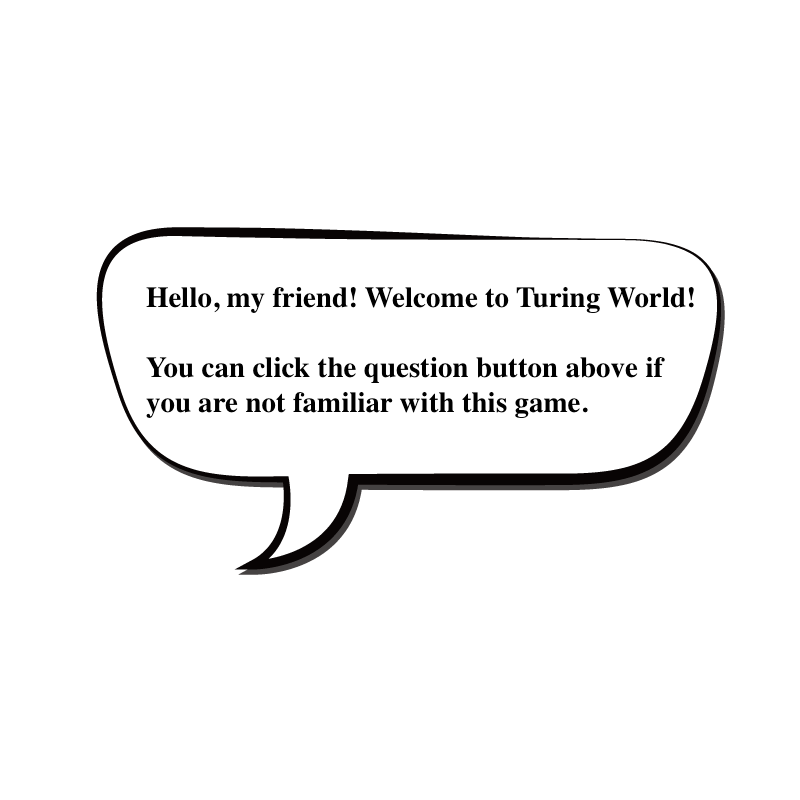 Hello, my friend! Welcome to Turing World!
You can click the question button above if
you are not familiar with this game.